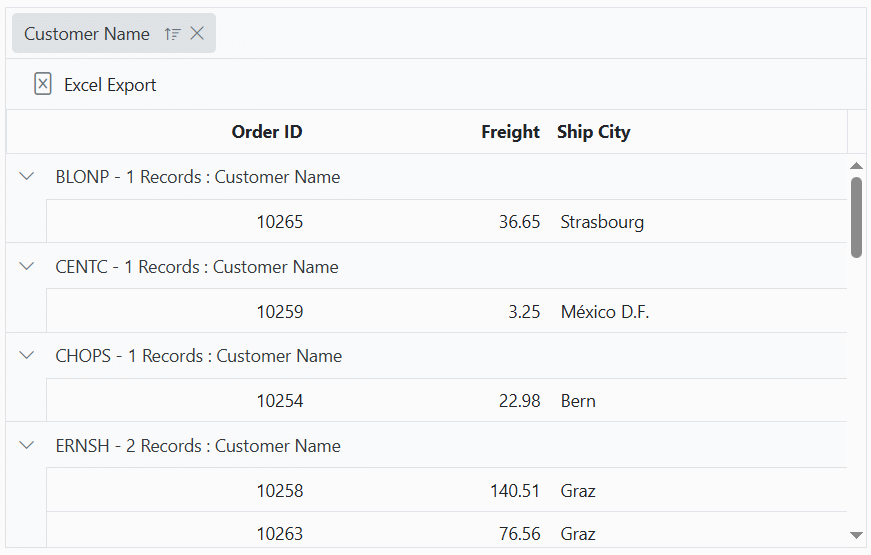 Customer Name
Excel Export
Order ID Freight Ship City
BLONP - 1 Records : Customer Name
10265 36.65 Strasbourg
CENTC - 1 Records : Customer Name
10259 3.25 México D.F.
CHOPS - 1 Records : Customer Name
10254 22.98 Bern
ERNSH - 2 Records : Customer Name
10258 140.51 Graz
10263 76.56 Graz